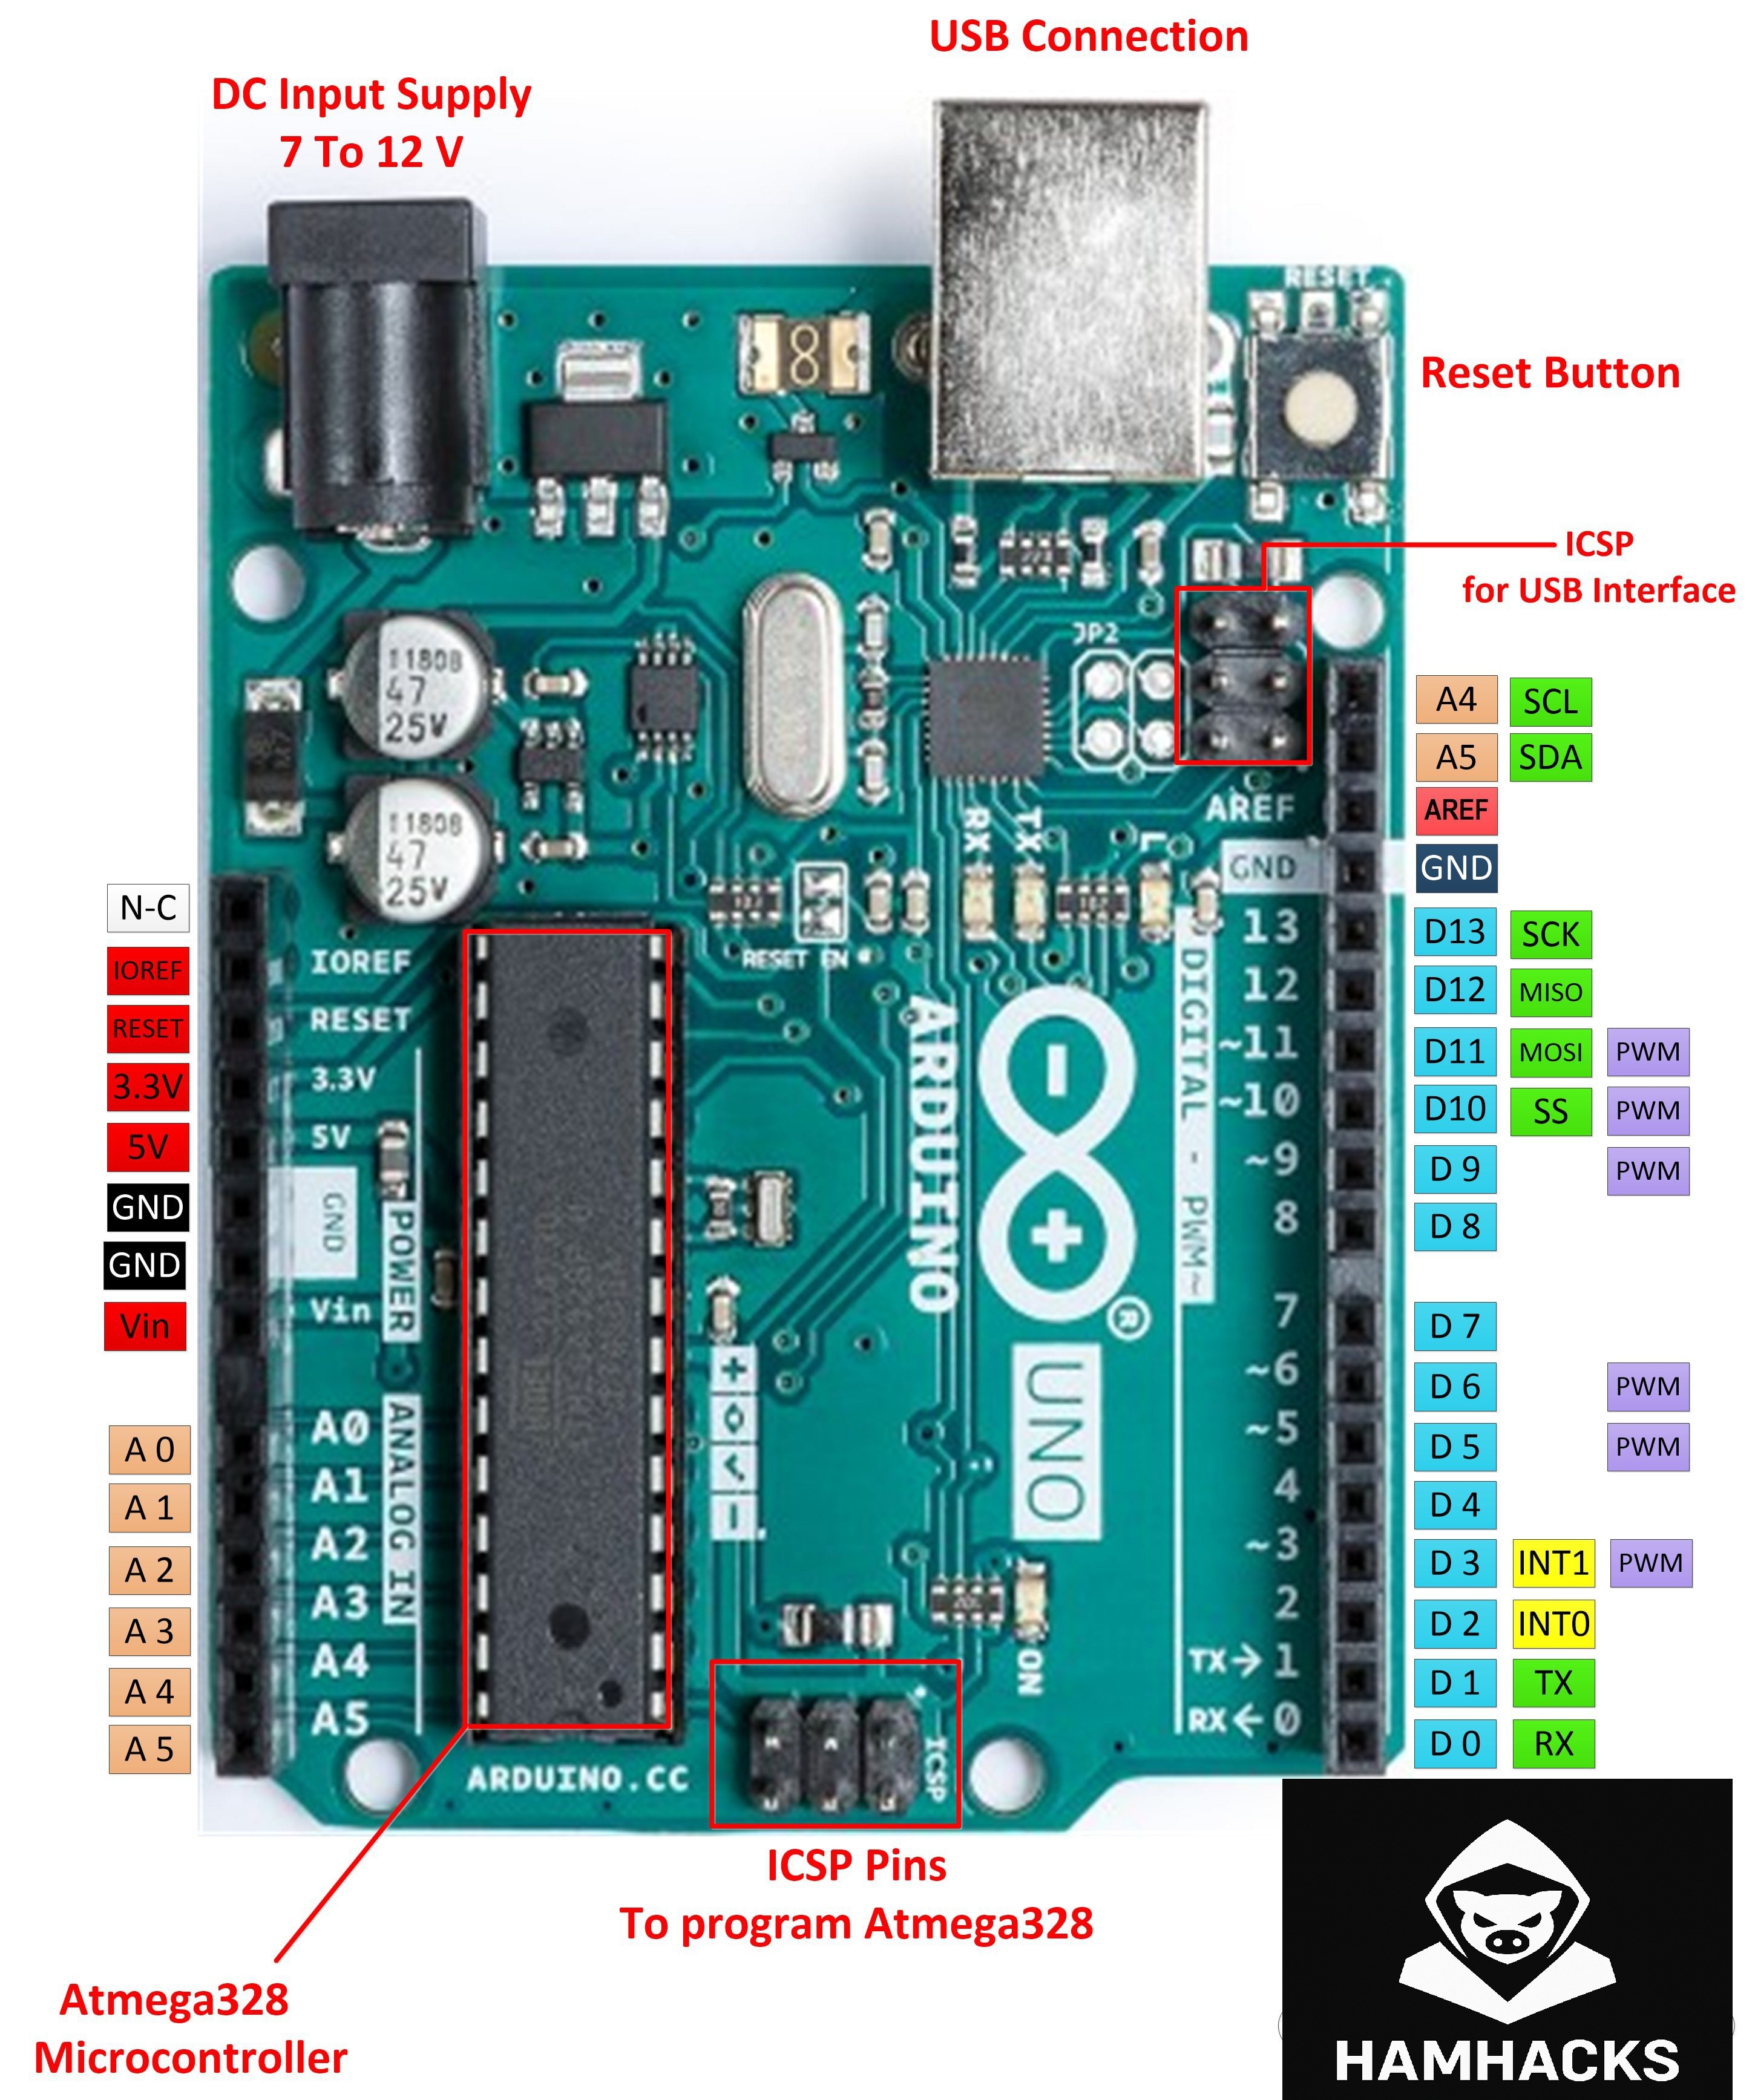 USB Connection
DC Input Supply
7 To 12 V
RESET
Reset Button
ICSP
for USB Interface
11808
47
25V
11808
47
25V
JP2
A4 SCL
A5 SDA
AREF AREF
GND GND
RX TX L
N-C
IOREF IOREF
RESET RESET
3.3V 3.3V
5V 5V
GND GND
GND
Vin Vin
POWER
RESET EN
ARDUINO
UNO
DIGITAL - PWM~
13 D13 SCK
12 D12 MISO
~11 D11 MOSI PWM
~10 D10 SS PWM
~9 D 9 PWM
8 D 8
7 D 7
~6 D 6 PWM
~5 D 5 PWM
4 D 4
~3 D 3 INT1 PWM
2 D 2 INT0
TX→1 D 1 TX
RX←0 D 0 RX
A 0 A0
A 1 A1
A 2 A2
A 3 A3
A 4 A4
A 5 A5
ANALOG IN
ON
ARDUINO.CC
ICSP
ICSP Pins
To program Atmega328
Atmega328
Microcontroller
HAMHACKS